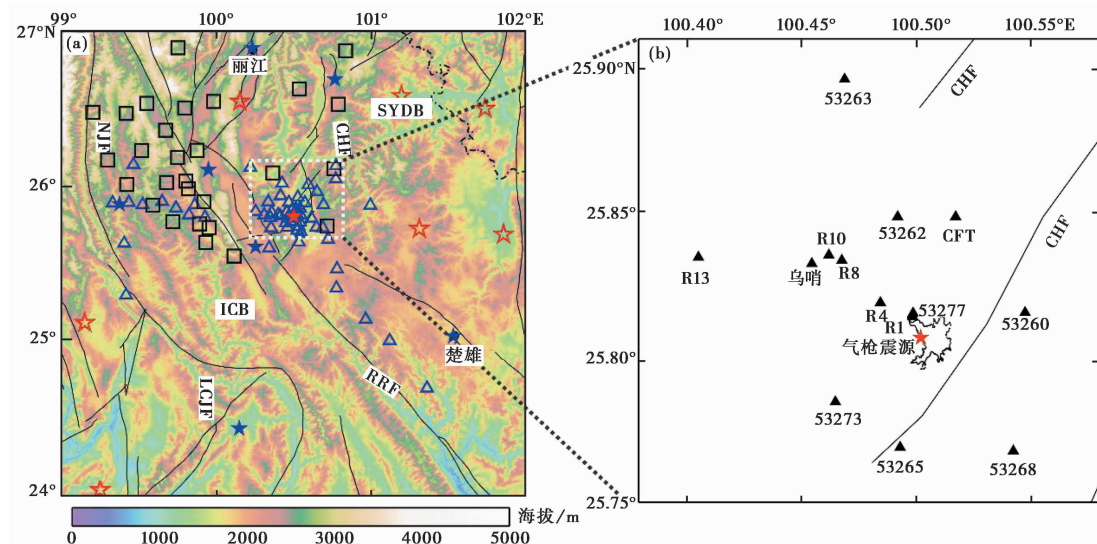 99° 100° 101° 102°E
27°N
26°
25°
24°
(a)
丽江
SYDB
NJF
CHF
ICB
楚雄
LCJF
RRF
海拔/m
0 1000 2000 3000 4000 5000
100.40° 100.45° 100.50° 100.55°E
25.90°N
25.85°
25.80°
25.75°
(b)
53263
CHF
53262
CFT
CHF
R10
R13
乌哨
R8
R4
53277
R1
53260
气枪震源
53273
53265
53268